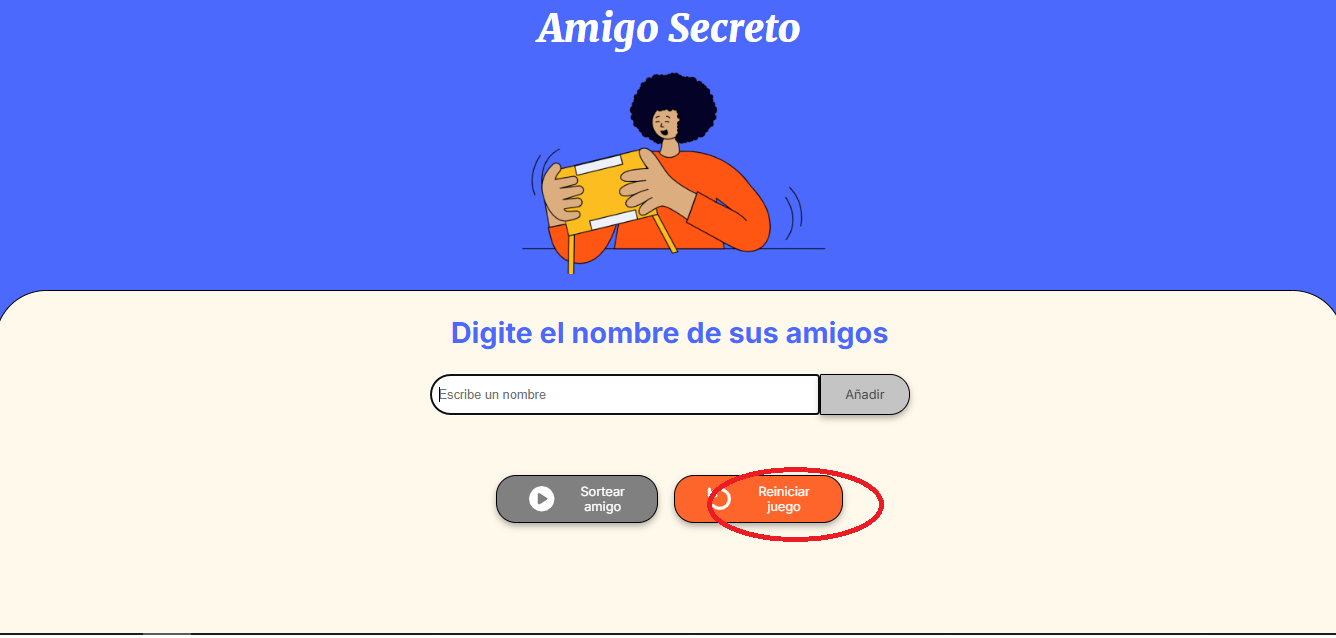 Amigo Secreto
Digite el nombre de sus amigos
Escribe un nombre
Añadir
Sortear
amigo
Reiniciar
juego